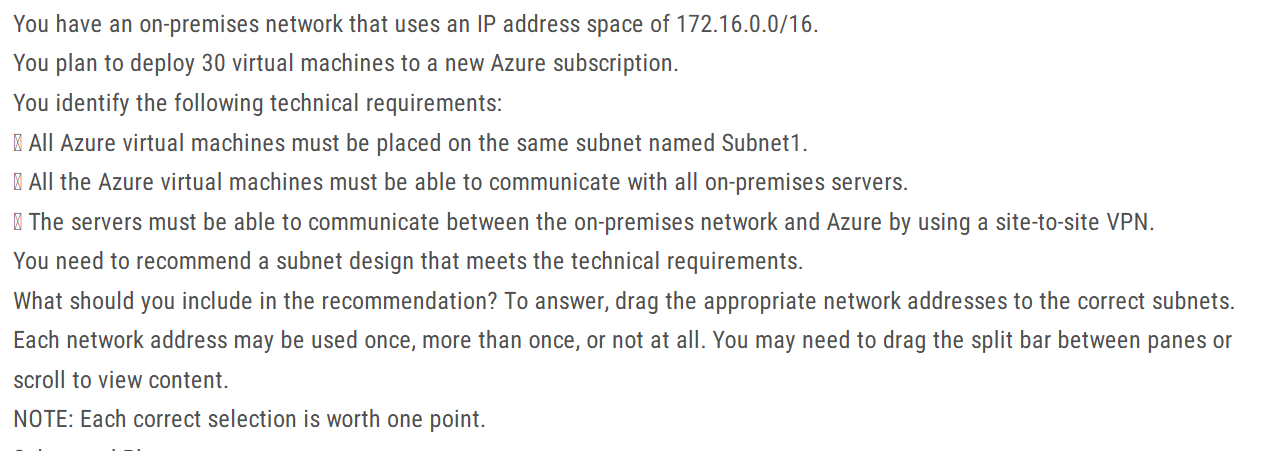 You have an on-premises network that uses an IP address space of 172.16.0.0/16.
You plan to deploy 30 virtual machines to a new Azure subscription.
You identify the following technical requirements:
All Azure virtual machines must be placed on the same subnet named Subnet1.
All the Azure virtual machines must be able to communicate with all on-premises servers.
The servers must be able to communicate between the on-premises network and Azure by using a site-to-site VPN.
You need to recommend a subnet design that meets the technical requirements.
What should you include in the recommendation? To answer, drag the appropriate network addresses to the correct subnets.
Each network address may be used once, more than once, or not at all. You may need to drag the split bar between panes or
scroll to view content.
NOTE: Each correct selection is worth one point.